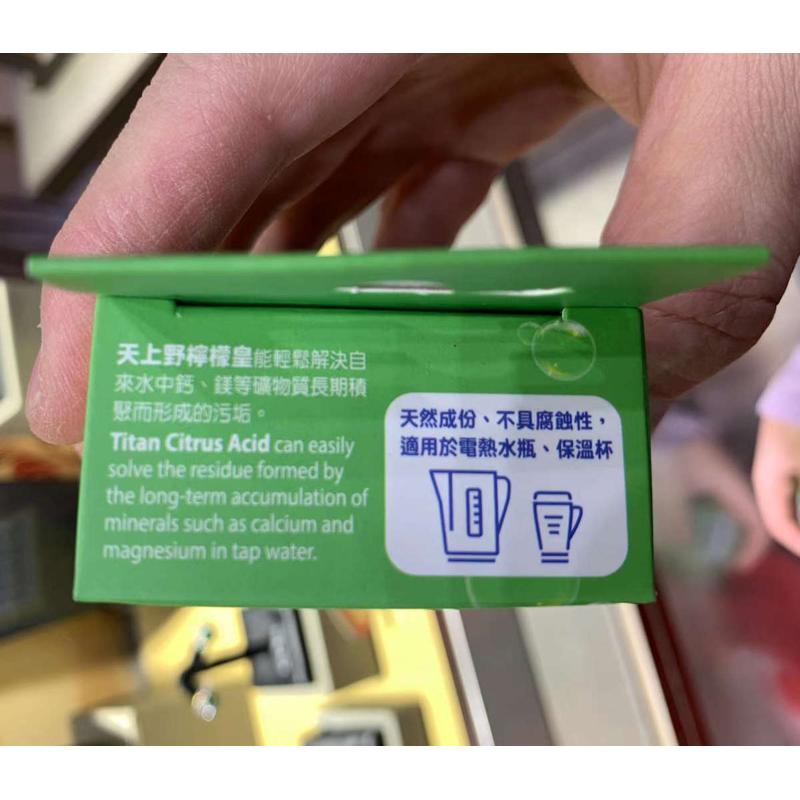 天上野檸檬皇能輕鬆解決自
來水中鈣、鎂等礦物質長期積
聚而形成的污垢。
Titan Citrus Acid can easily
solve the residue formed by
the long-term accumulation of
minerals such as calcium and
magnesium in tap water.
天然成份、不具腐蝕性，
適用於電熱水瓶、保溫杯